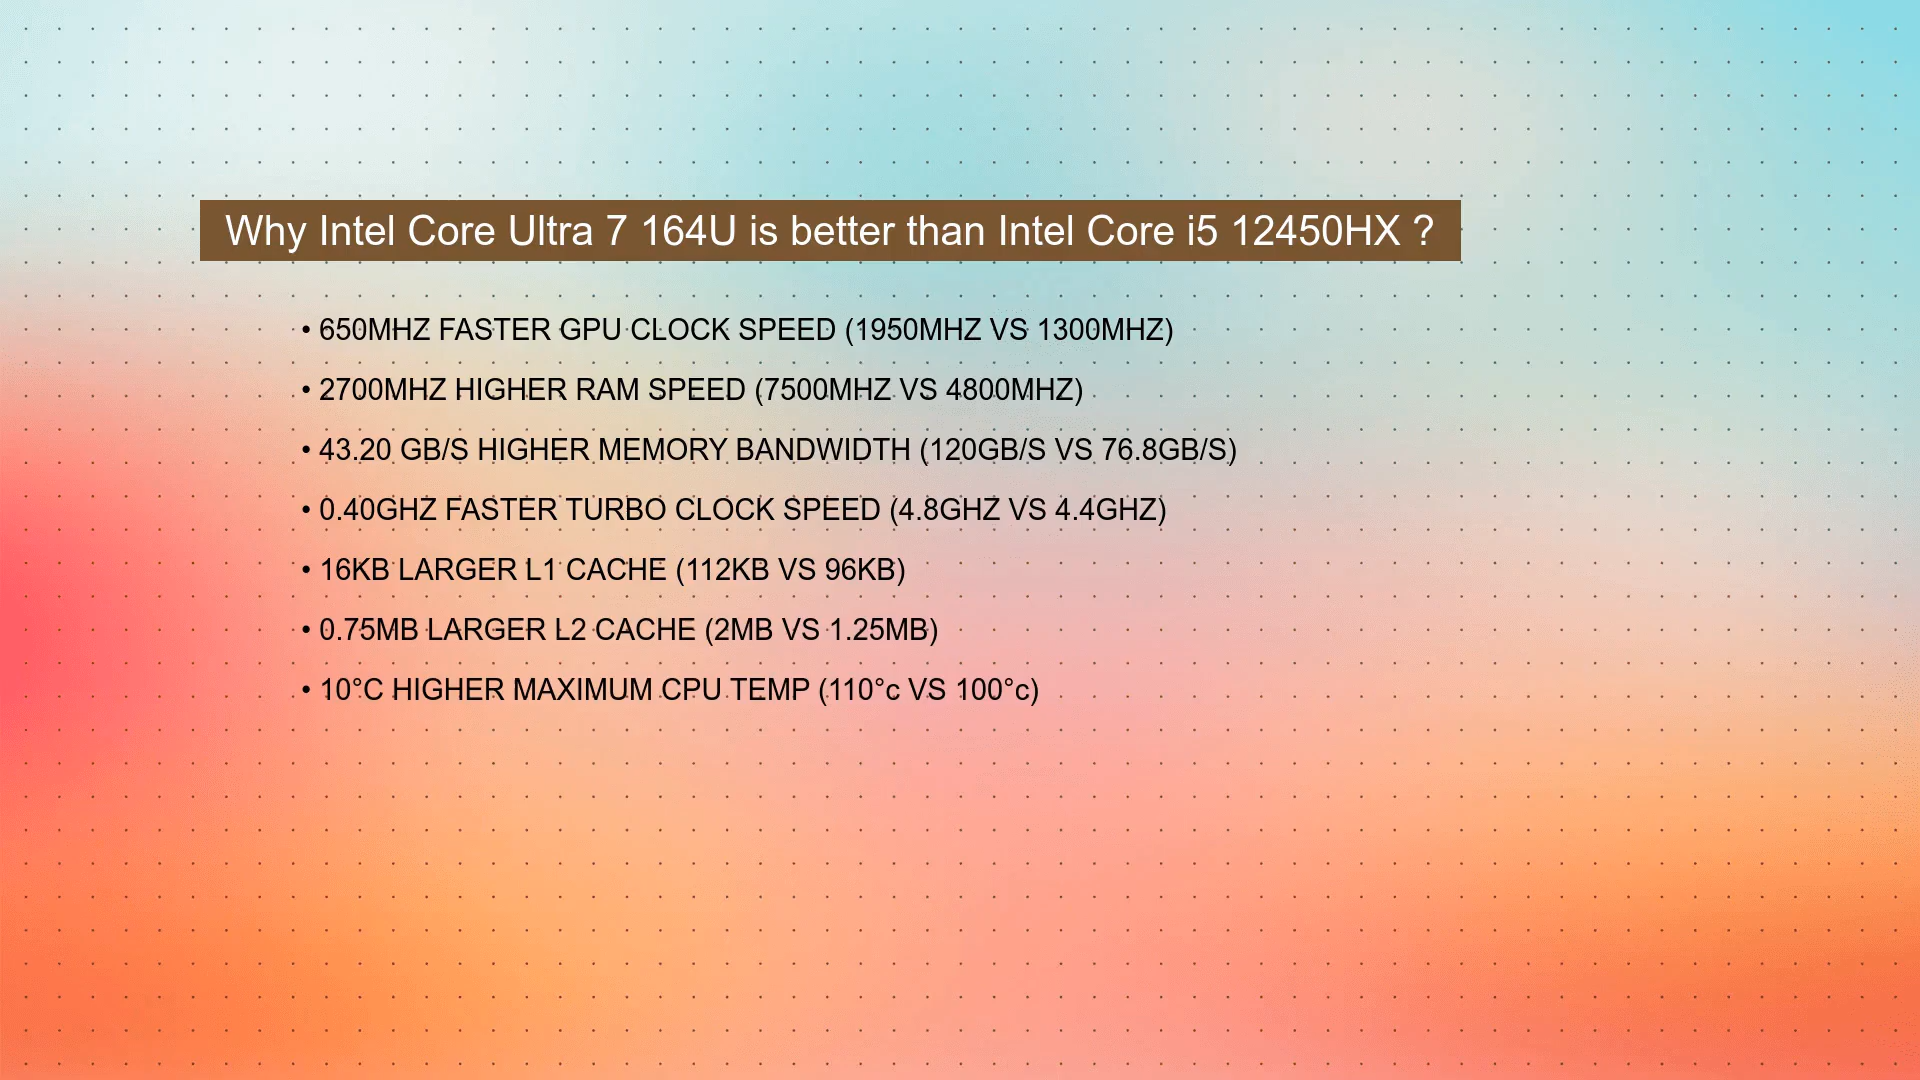 Why Intel Core Ultra 7 164U is better than Intel Core i5 12450HX ?
• 650MHZ FASTER GPU CLOCK SPEED (1950MHZ VS 1300MHZ)
• 2700MHZ HIGHER RAM SPEED (7500MHZ VS 4800MHZ)
• 43.20 GB/S HIGHER MEMORY BANDWIDTH (120GB/S VS 76.8GB/S)
• 0.40GHZ FASTER TURBO CLOCK SPEED (4.8GHZ VS 4.4GHZ)
• 16KB LARGER L1 CACHE (112KB VS 96KB)
• 0.75MB LARGER L2 CACHE (2MB VS 1.25MB)
• 10°C HIGHER MAXIMUM CPU TEMP (110°c VS 100°c)